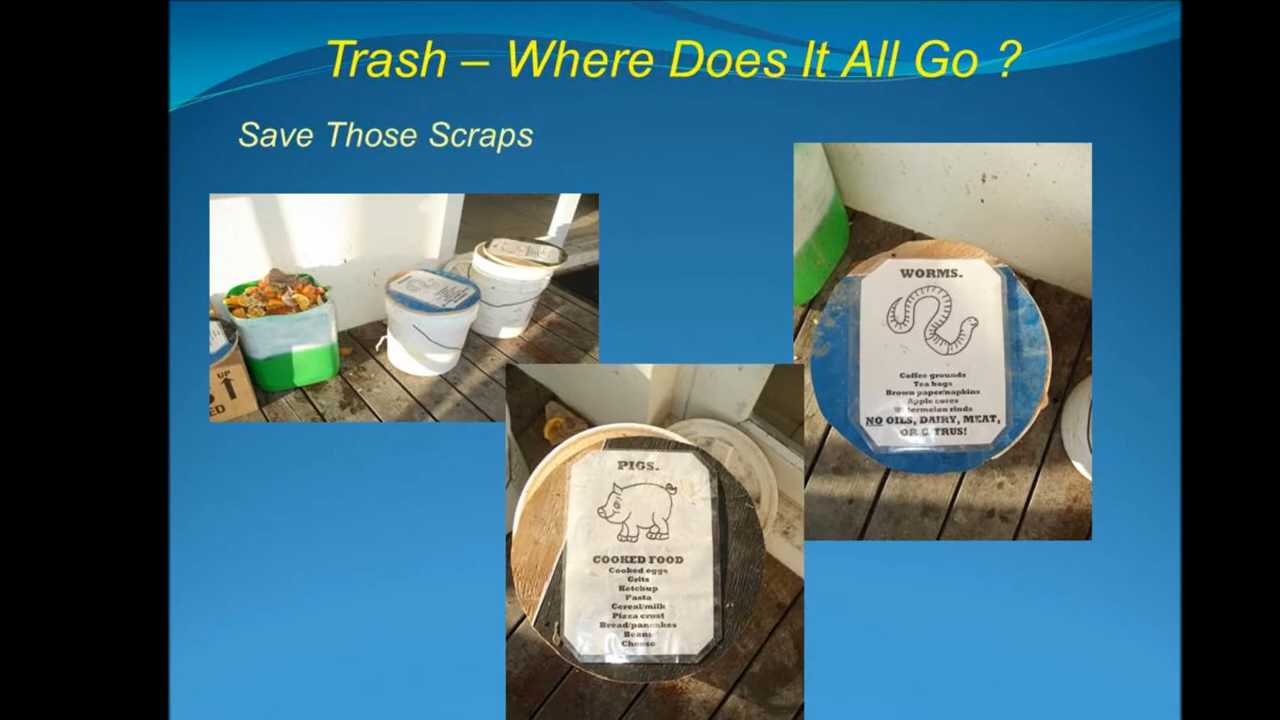 Trash – Where Does It All Go ?
Save Those Scraps
UP
ED
WORMS.
Coffee grounds
Tea bags
Brown paper/napkins
Apple cores
Watermelon rinds
NO OILS, DAIRY, MEAT,
OR CITRUS!
PIGS.
COOKED FOOD
Cooked eggs
Grits
Ketchup
Pasta
Cereal/milk
Pizza crust
Bread/pancakes
Beans
Cheese